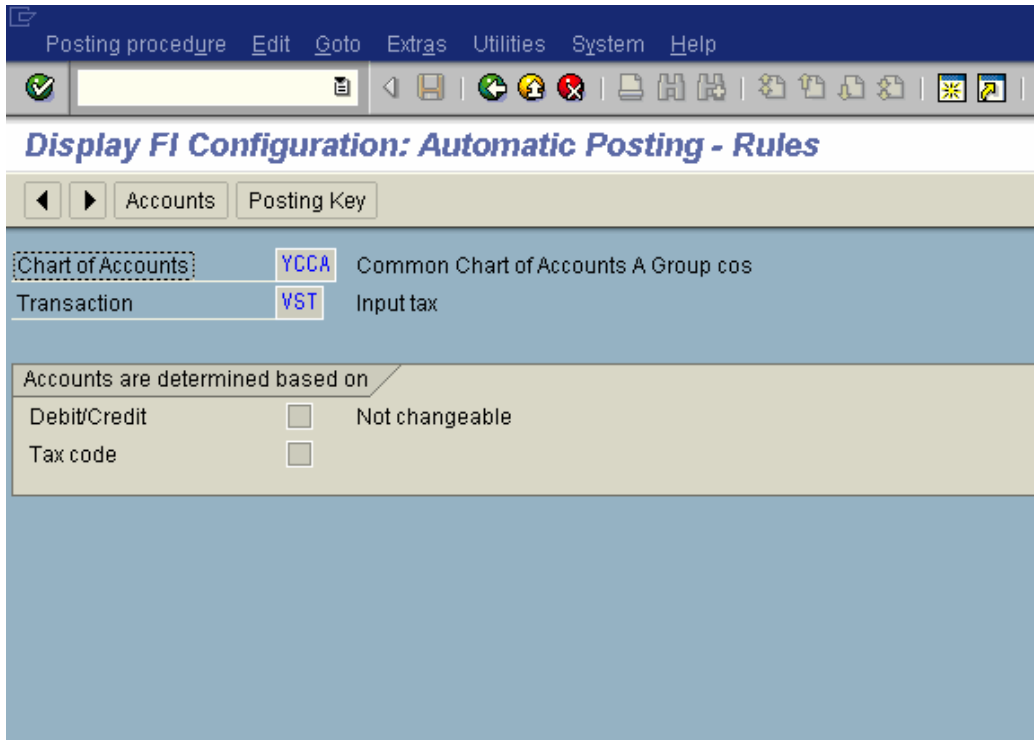 Posting procedure Edit Goto Extras Utilities System Help
Display FI Configuration: Automatic Posting - Rules
Accounts Posting Key
Chart of Accounts YCCA Common Chart of Accounts A Group cos
Transaction VST Input tax
Accounts are determined based on
Debit/Credit Not changeable
Tax code